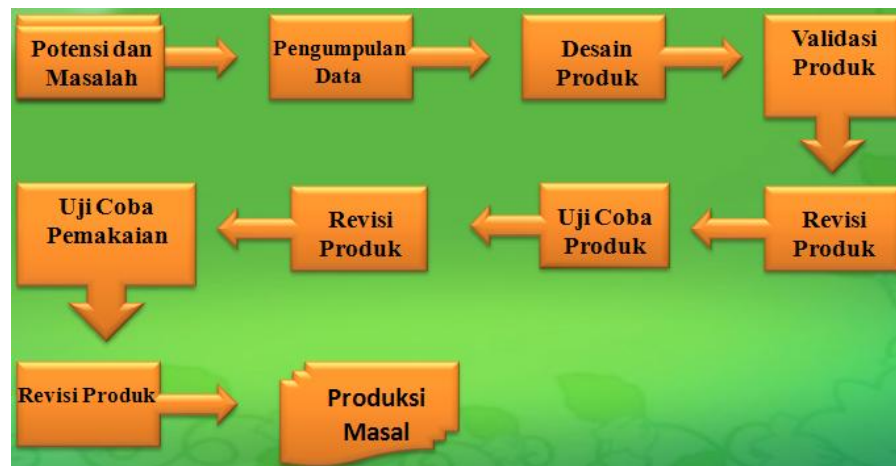 Potensi dan
Masalah
Pengumpulan
Data
Desain
Produk
Validasi
Produk
Revisi
Produk
Uji Coba
Produk
Revisi
Produk
Uji Coba
Pemakaian
Revisi Produk
Produksi
Masal